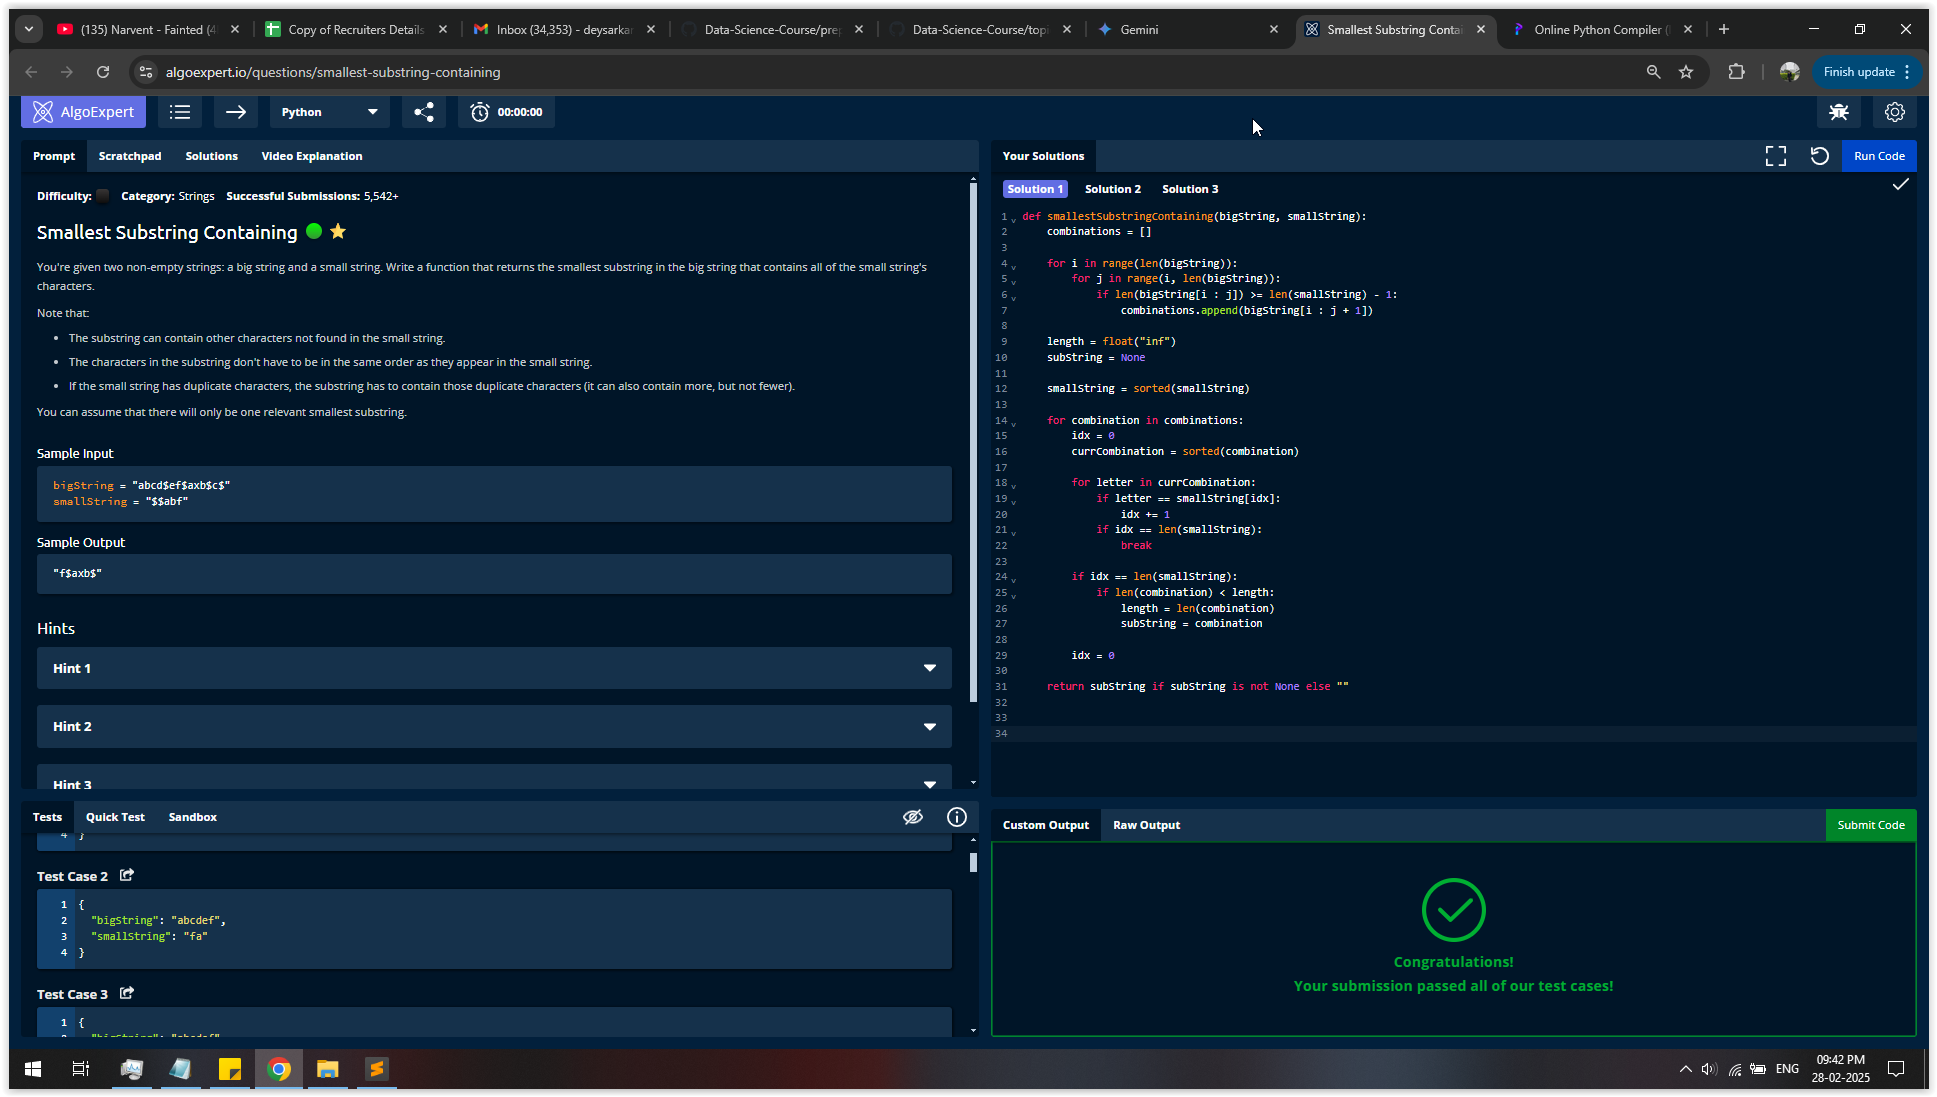 (135) Narvent - Fainted (4
Copy of Recruiters Details
Inbox (34,353) - deysarkar
Data-Science-Course/prep
Data-Science-Course/topi
Gemini
Smallest Substring Contai
Online Python Compiler (
algoexpert.io/questions/smallest-substring-containing
Finish update
AlgoExpert
Python
00:00:00
Prompt
Scratchpad
Solutions
Video Explanation
Difficulty:
Category: Strings
Successful Submissions: 5,542+
Smallest Substring Containing
You're given two non-empty strings: a big string and a small string. Write a function that returns the smallest substring in the big string that contains all of the small string's
characters.
Note that:
• The substring can contain other characters not found in the small string.
• The characters in the substring don't have to be in the same order as they appear in the small string.
• If the small string has duplicate characters, the substring has to contain those duplicate characters (it can also contain more, but not fewer).
You can assume that there will only be one relevant smallest substring.
Sample Input
bigString = "abcd$ef$axb$c$"
smallString = "$$abf"
Sample Output
"f$axb$"
Hints
Hint 1
Hint 2
Hint 3
Tests
Quick Test
Sandbox
4 }
Test Case 2
1 {
2 "bigString": "abcdef",
3 "smallString": "fa"
4 }
Test Case 3
1 {
2 "bigString": "abcdef",
Your Solutions
Run Code
Solution 1
Solution 2
Solution 3
1 def smallestSubstringContaining(bigString, smallString):
2     combinations = []
3
4     for i in range(len(bigString)):
5         for j in range(i, len(bigString)):
6             if len(bigString[i : j]) >= len(smallString) - 1:
7                 combinations.append(bigString[i : j + 1])
8
9     length = float("inf")
10     subString = None
11
12     smallString = sorted(smallString)
13
14     for combination in combinations:
15         idx = 0
16         currCombination = sorted(combination)
17
18         for letter in currCombination:
19             if letter == smallString[idx]:
20                 idx += 1
21             if idx == len(smallString):
22                 break
23
24         if idx == len(smallString):
25             if len(combination) < length:
26                 length = len(combination)
27                 subString = combination
28
29         idx = 0
30
31     return subString if subString is not None else ""
32
33
34
Custom Output
Raw Output
Submit Code
Congratulations!
Your submission passed all of our test cases!
ENG
09:42 PM
28-02-2025